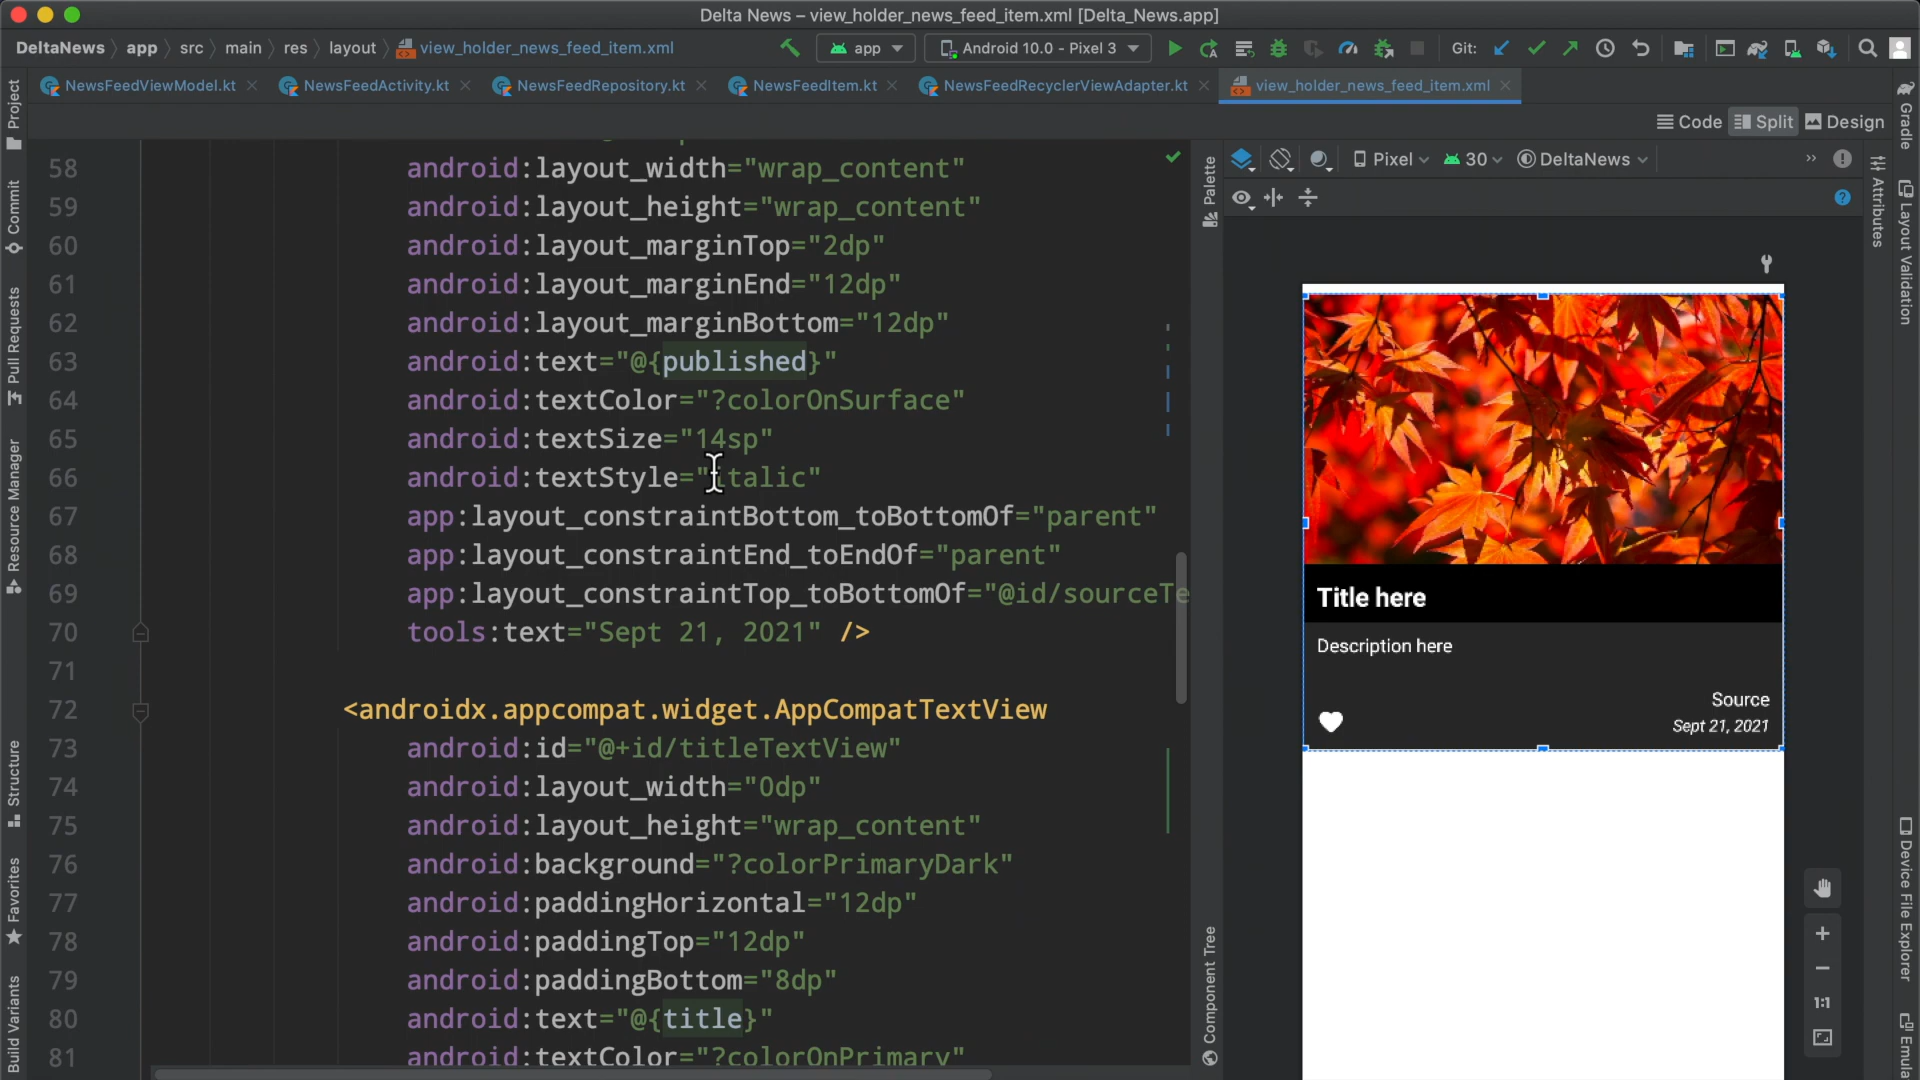 Delta News – view_holder_news_feed_item.xml [Delta_News.app]
DeltaNews app src main res layout view_holder_news_feed_item.xml app Android 10.0 - Pixel 3 Git:
NewsFeedViewModel.kt NewsFeedActivity.kt NewsFeedRepository.kt NewsFeedItem.kt NewsFeedRecyclerViewAdapter.kt view_holder_news_feed_item.xml
Code Split Design
Pixel 30 DeltaNews
58 android:layout_width="wrap_content"
59 android:layout_height="wrap_content"
60 android:layout_marginTop="2dp"
61 android:layout_marginEnd="12dp"
62 android:layout_marginBottom="12dp"
63 android:text="@{published}"
64 android:textColor="?colorOnSurface"
65 android:textSize="14sp"
66 android:textStyle="italic"
67 app:layout_constraintBottom_toBottomOf="parent"
68 app:layout_constraintEnd_toEndOf="parent"
69 app:layout_constraintTop_toBottomOf="@id/sourceTe
70 tools:text="Sept 21, 2021" />
71
72 <androidx.appcompat.widget.AppCompatTextView
73 android:id="@+id/titleTextView"
74 android:layout_width="0dp"
75 android:layout_height="wrap_content"
76 android:background="?colorPrimaryDark"
77 android:paddingHorizontal="12dp"
78 android:paddingTop="12dp"
79 android:paddingBottom="8dp"
80 android:text="@{title}"
81 android:textColor="?colorOnPrimary"
Title here
Description here
Source
Sept 21, 2021
1:1
Project
Commit
Pull Requests
Resource Manager
Structure
Favorites
Build Variants
Palette
Component Tree
Attributes
Gradle
Layout Validation
Device File Explorer
Emula